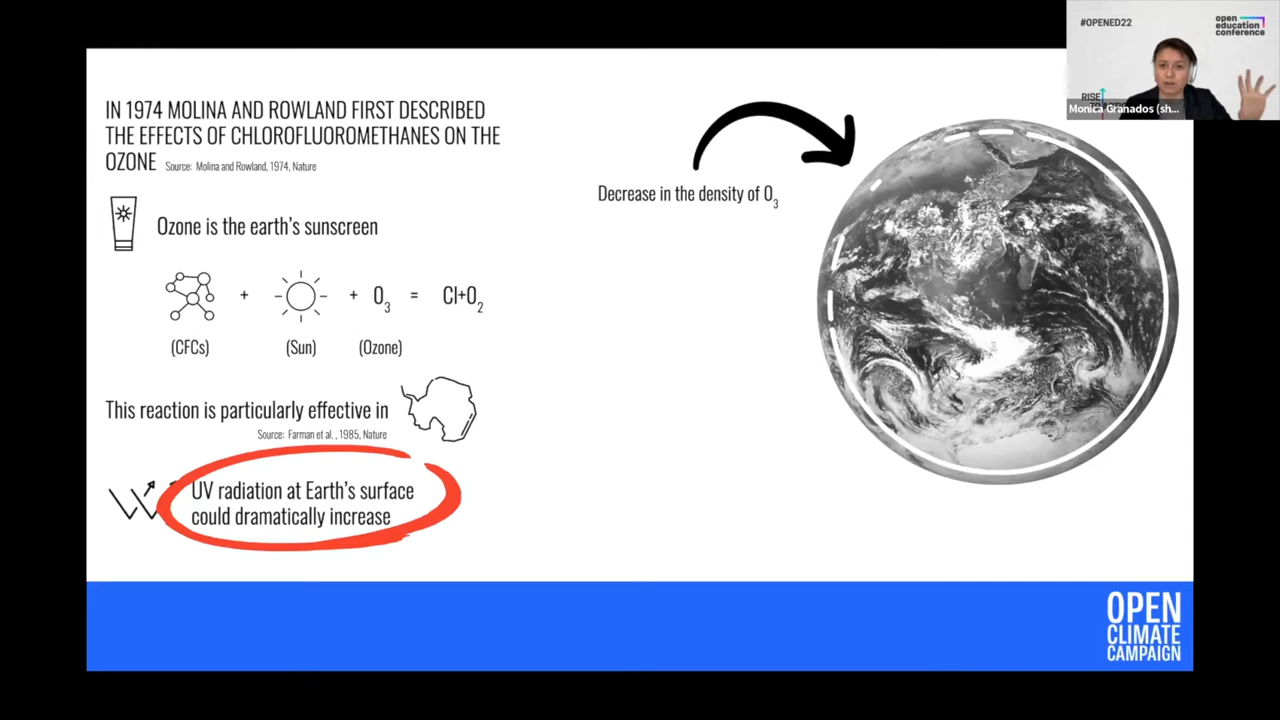 #OPENED22
open
education
conference
RISE
Monica Granados (sh...
IN 1974 MOLINA AND ROWLAND FIRST DESCRIBED
THE EFFECTS OF CHLOROFLUOROMETHANES ON THE
OZONE Source: Molina and Rowland, 1974, Nature
Ozone is the earth's sunscreen
+ + O3 = Cl+O2
(CFCs) (Sun) (Ozone)
This reaction is particularly effective in
Source: Farman et al. , 1985, Nature
UV radiation at Earth's surface
could dramatically increase
Decrease in the density of O3
OPEN
CLIMATE
CAMPAIGN